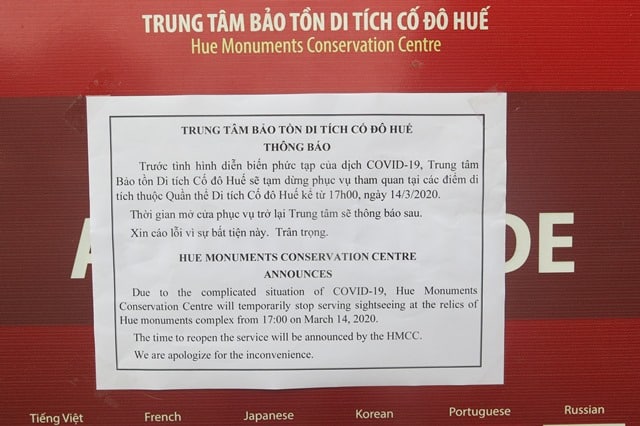 TRUNG TÂM BẢO TỒN DI TÍCH CỐ ĐÔ HUẾ
Hue Monuments Conservation Centre
TRUNG TÂM BẢO TỒN DI TÍCH CỐ ĐÔ HUẾ
THÔNG BÁO
Trước tình hình diễn biến phức tạp của dịch COVID-19, Trung tâm
Bảo tồn Di tích Cố đô Huế sẽ tạm dừng phục vụ tham quan tại các điểm di
tích thuộc Quần thể Di tích Cố đô Huế kể từ 17h00, ngày 14/3/2020.
Thời gian mở cửa phục vụ trở lại Trung tâm sẽ thông báo sau.
Xin cáo lỗi vì sự bất tiện này. Trân trọng.
HUE MONUMENTS CONSERVATION CENTRE
ANNOUNCES
Due to the complicated situation of COVID-19, Hue Monuments
Conservation Centre will temporarily stop serving sightseeing at the relics of
Hue monuments complex from 17:00 on March 14, 2020.
The time to reopen the service will be announced by the HMCC.
We are apologize for the inconvenience.
A DE
Tiếng Việt French Japanese Korean Portuguese Russian